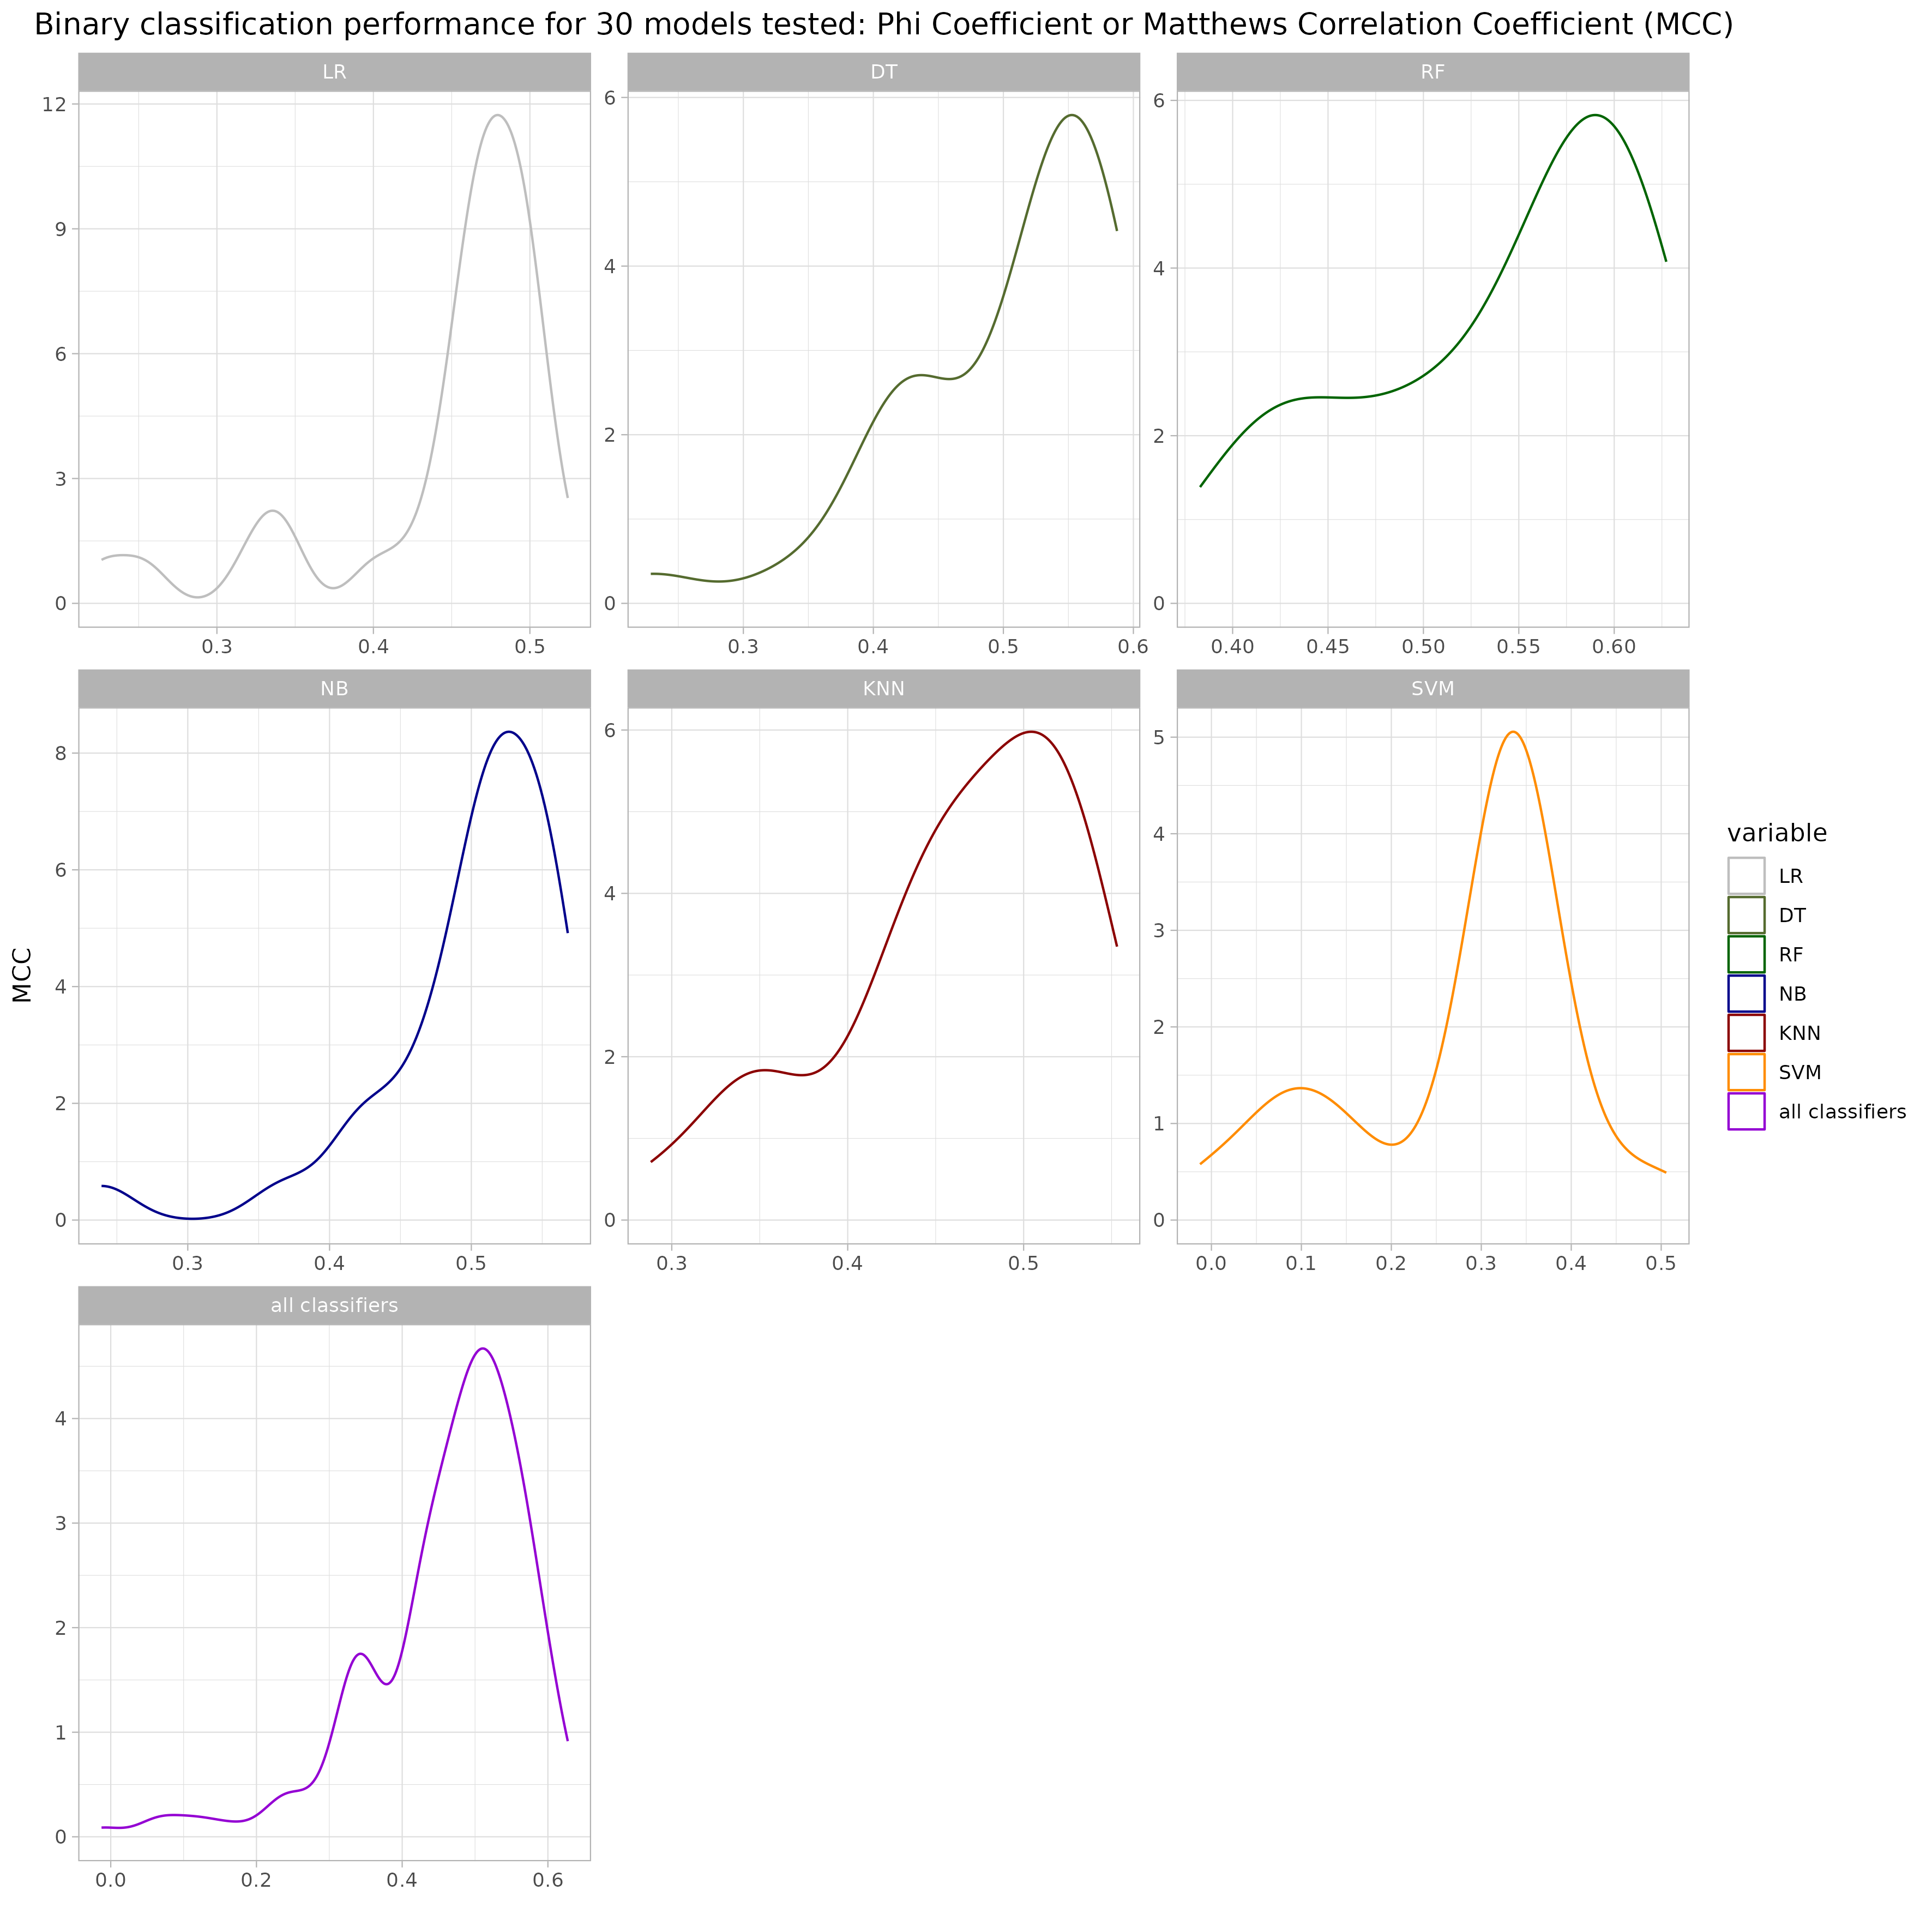 Binary classification performance for 30 models tested: Phi Coefficient or Matthews Correlation Coefficient (MCC)
LR
12
9
6
3
0
0.3 0.4 0.5
DT
6
4
2
0
0.3 0.4 0.5 0.6
RF
6
4
2
0
0.40 0.45 0.50 0.55 0.60
NB
8
6
4
2
0
0.3 0.4 0.5
KNN
6
4
2
0
0.3 0.4 0.5
SVM
5
4
3
2
1
0
0.0 0.1 0.2 0.3 0.4 0.5
all classifiers
4
3
2
1
0
0.0 0.2 0.4 0.6
MCC
variable
LR
DT
RF
NB
KNN
SVM
all classifiers